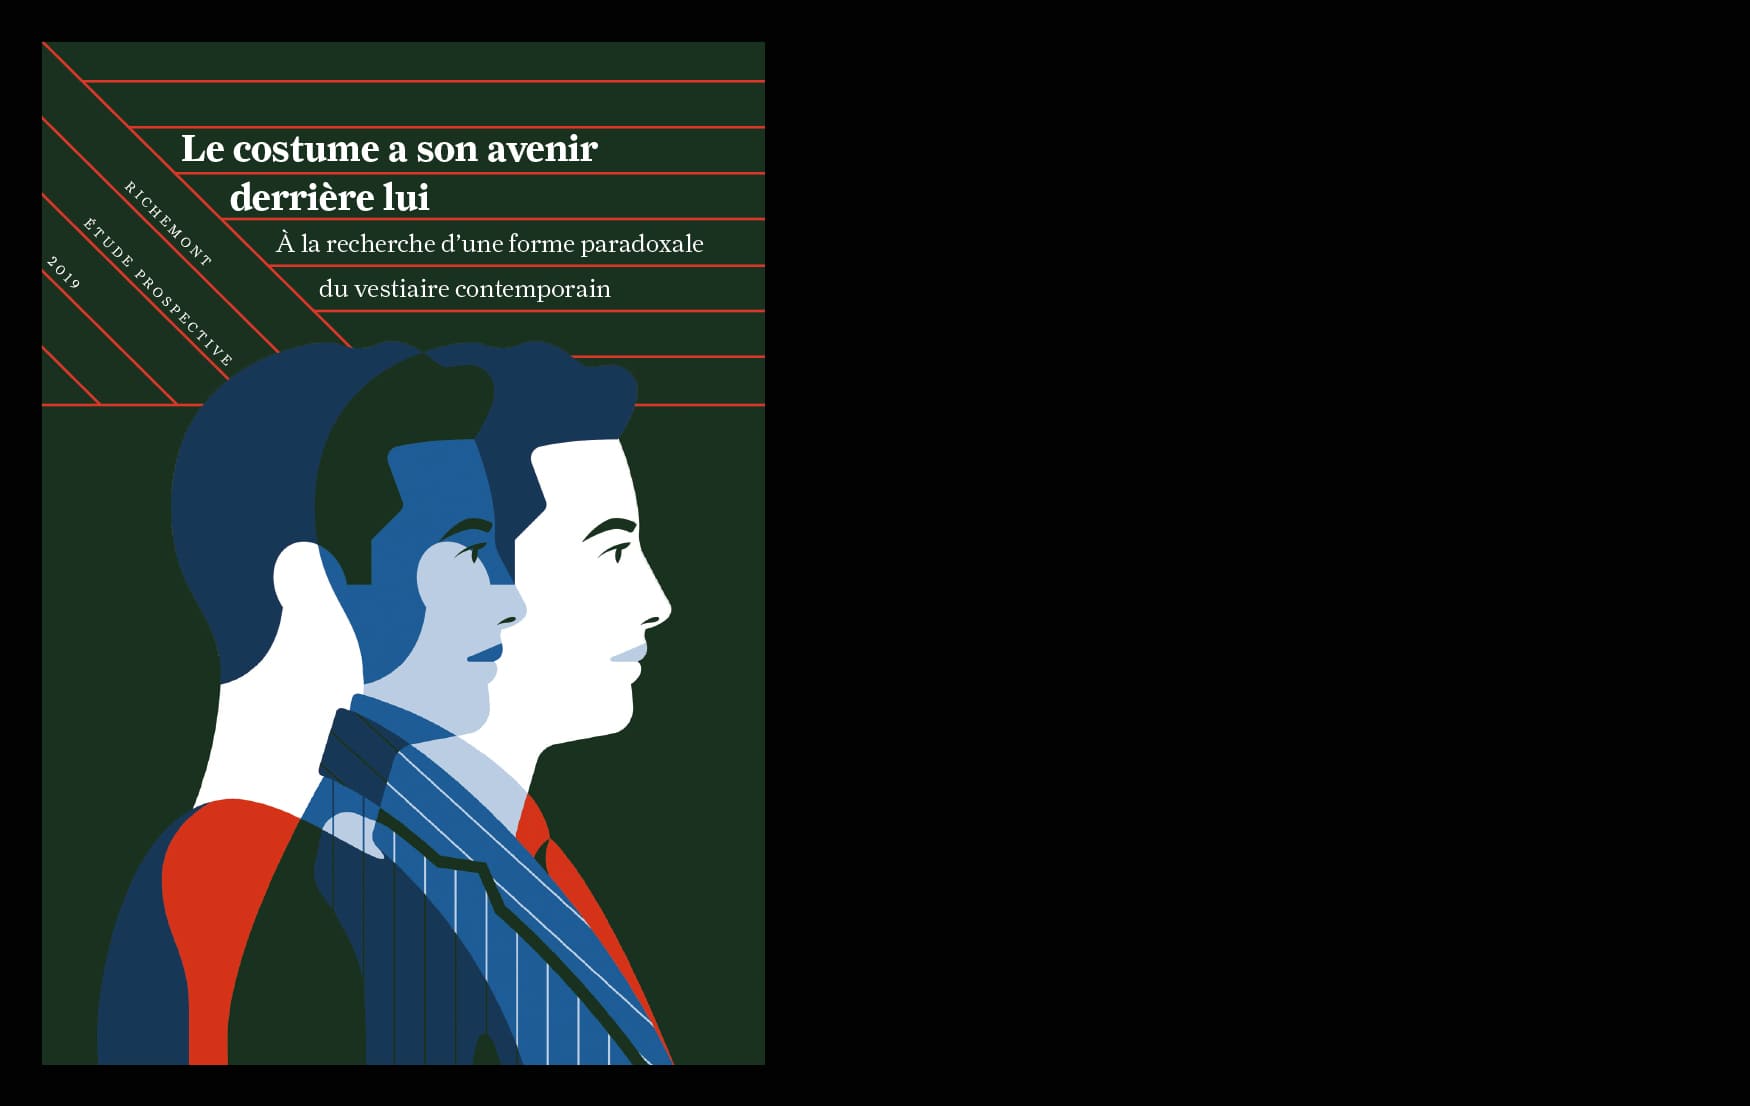 Le costume a son avenir
derrière lui
À la recherche d’une forme paradoxale
du vestiaire contemporain
RICHEMONT
ÉTUDE PROSPECTIVE
2019